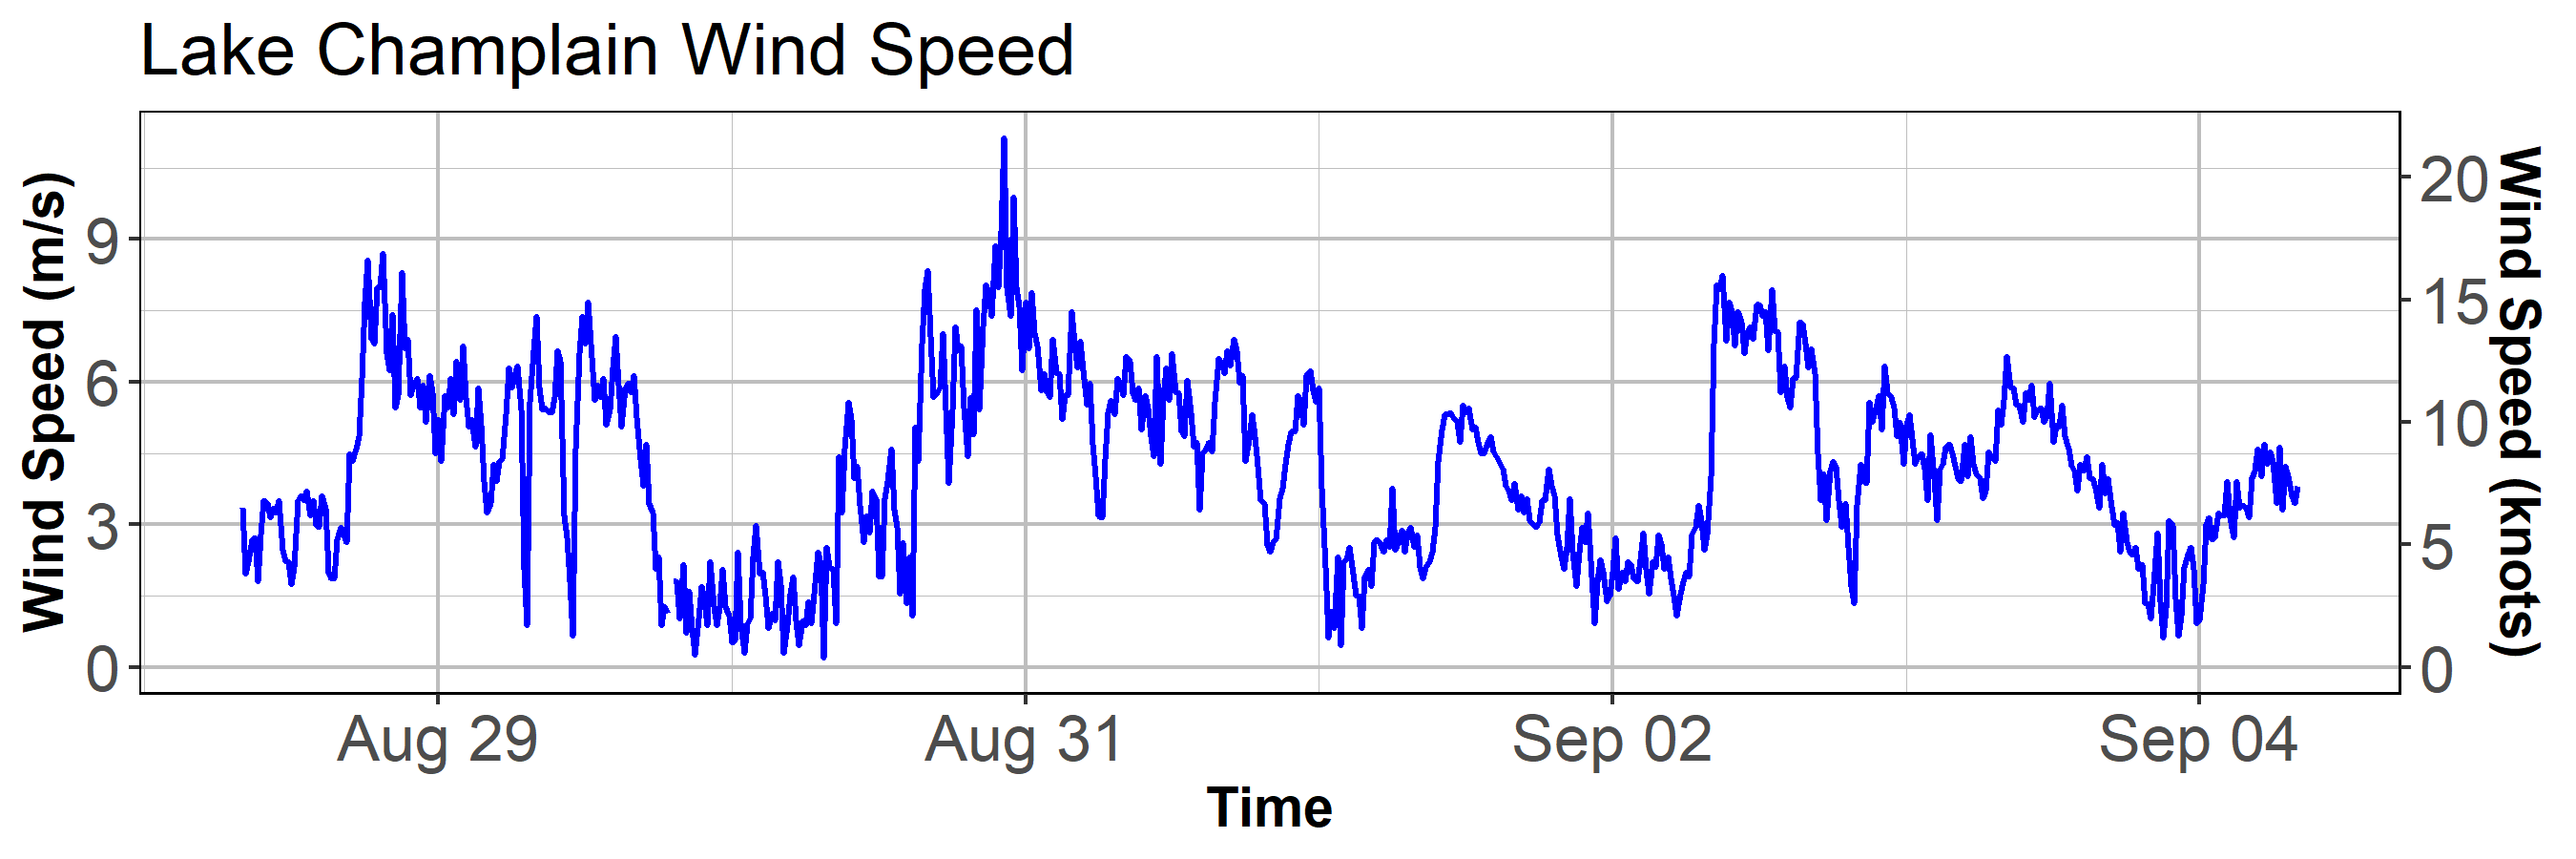 Lake Champlain Wind Speed
Wind Speed (m/s)
9
6
3
0
20
15
10
5
0
Wind Speed (knots)
Aug 29
Aug 31
Sep 02
Sep 04
Time